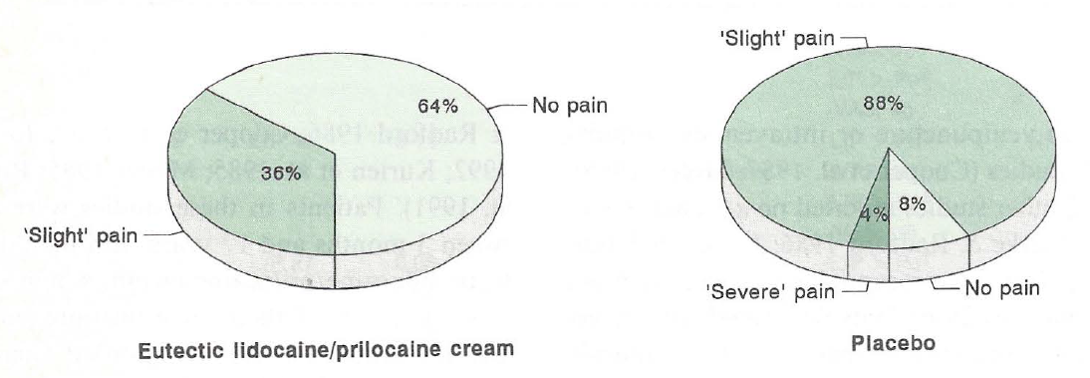 64%
No pain
36%
'Slight' pain
Eutectic lidocaine/prilocaine cream
'Slight' pain
88%
4%
8%
'Severe' pain
No pain
Placebo